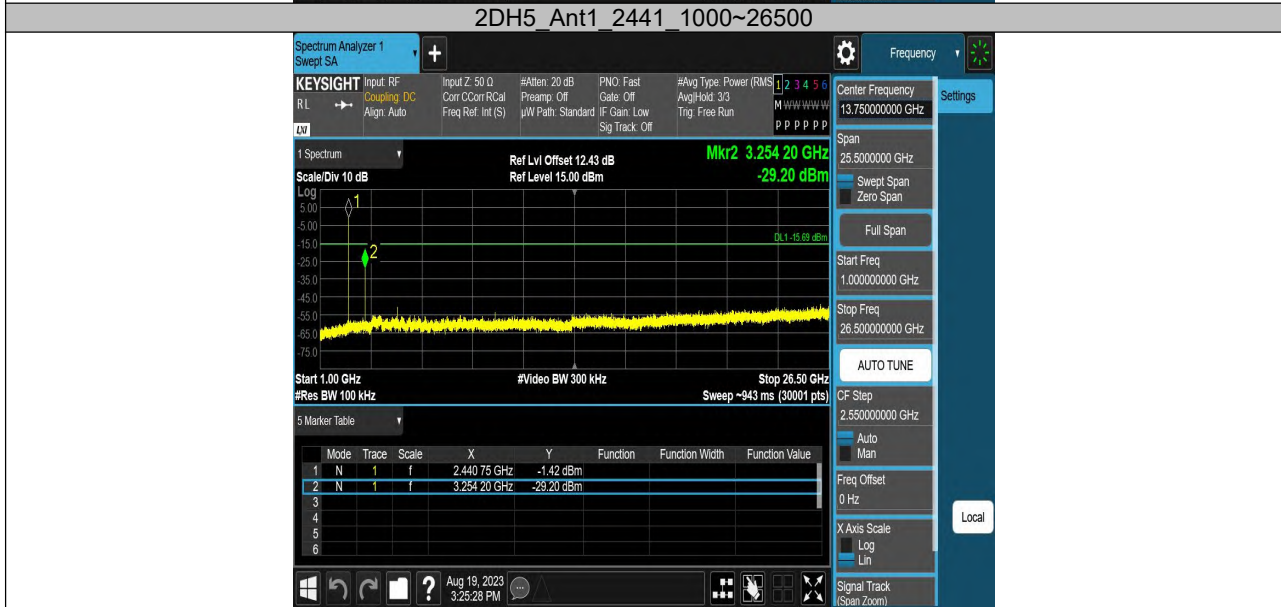 2DH5_Ant1_2441_1000~26500
Spectrum Analyzer 1
Swept SA
+
Frequency
KEYSIGHT
RL
LXI
Input: RF
Coupling: DC
Align: Auto
Input Z: 50 Ω
Corr CCorr RCal
Freq Ref: Int (S)
#Atten: 20 dB
Preamp: Off
µW Path: Standard
PNO: Fast
Gate: Off
IF Gain: Low
Sig Track: Off
#Avg Type: Power (RMS
Avg|Hold: 3/3
Trig: Free Run
1 2 3 4 5 6
M W W W W W
P P P P P P
1 Spectrum
Scale/Div 10 dB
Ref Lvl Offset 12.43 dB
Ref Level 15.00 dBm
Mkr2 3.254 20 GHz
-29.20 dBm
Log
5.00
-5.00
-15.0
-25.0
-35.0
-45.0
-55.0
-65.0
-75.0
1
2
DL1 -15.69 dBm
Start 1.00 GHz
#Res BW 100 kHz
#Video BW 300 kHz
Stop 26.50 GHz
Sweep ~943 ms (30001 pts)
5 Marker Table
Mode Trace Scale X Y Function Function Width Function Value
1 N 1 f 2.440 75 GHz -1.42 dBm
2 N 1 f 3.254 20 GHz -29.20 dBm
3
4
5
6
Aug 19, 2023
3:25:28 PM
Center Frequency
13.750000000 GHz
Span
25.5000000 GHz
Swept Span
Zero Span
Full Span
Start Freq
1.000000000 GHz
Stop Freq
26.500000000 GHz
AUTO TUNE
CF Step
2.550000000 GHz
Auto
Man
Freq Offset
0 Hz
X Axis Scale
Log
Lin
Signal Track
(Span Zoom)
Settings
Local